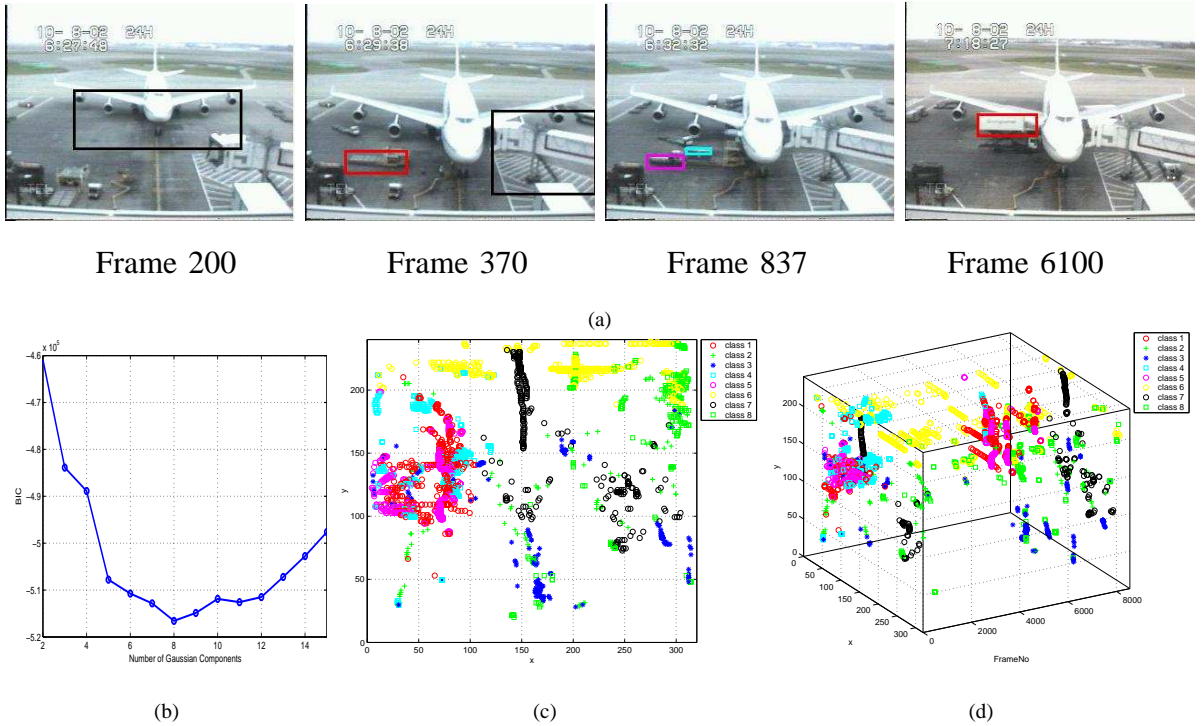 10- 8-02 24H
6:27:48
10- 8-02 24H
6:29:38
10- 8-02 24H
6:32:32
10- 8-02 24H
7:18:27
Frame 200
Frame 370
Frame 837
Frame 6100
(a)
x 10⁵
−4.6
−4.7
−4.8
−4.9
−5
−5.1
−5.2
BIC
2
4
6
8
10
12
14
Number of Gaussian Components
(b)
200
150
100
50
0
y
0
50
100
150
200
250
300
x
class 1
class 2
class 3
class 4
class 5
class 6
class 7
class 8
(c)
200
150
100
50
0
y
0
50
100
150
200
250
300
x
0
2000
4000
6000
8000
FrameNo
class 1
class 2
class 3
class 4
class 5
class 6
class 7
class 8
(d)